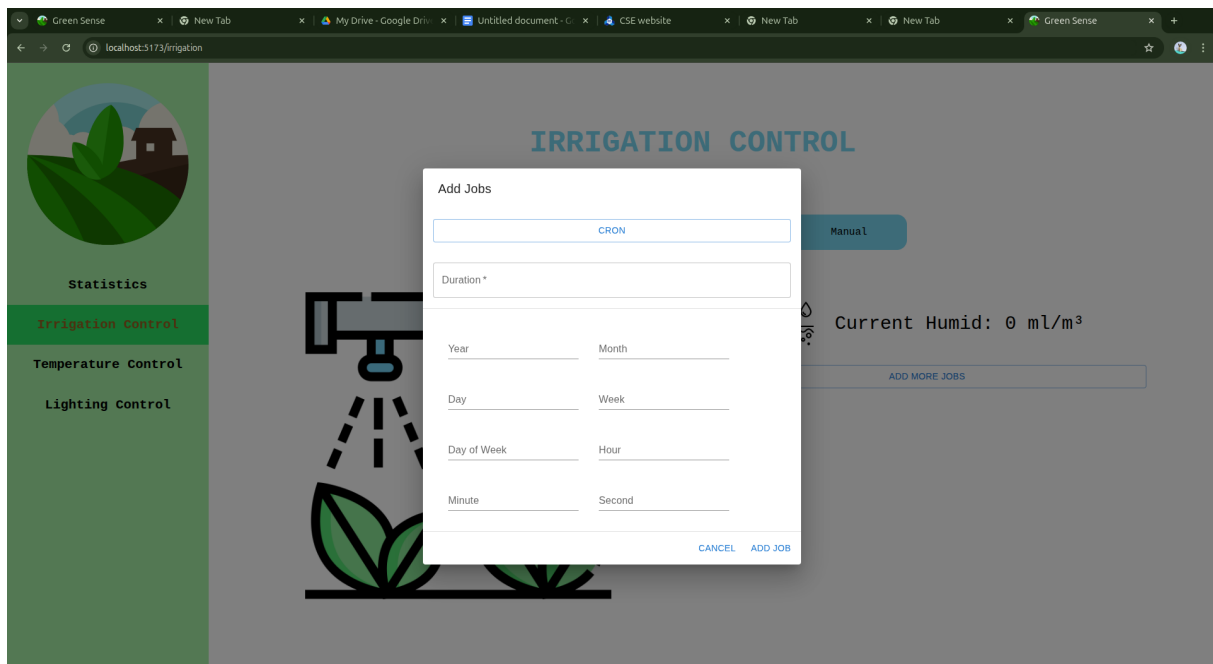 Green Sense
New Tab
My Drive - Google Driv
Untitled document - G
CSE website
New Tab
New Tab
Green Sense
localhost:5173/irrigation
IRRIGATION CONTROL
Statistics
Irrigation Control
Temperature Control
Lighting Control
Add Jobs
CRON
Duration *
Year Month
Day Week
Day of Week Hour
Minute Second
CANCEL ADD JOB
Manual
Current Humid: 0 ml/m³
ADD MORE JOBS